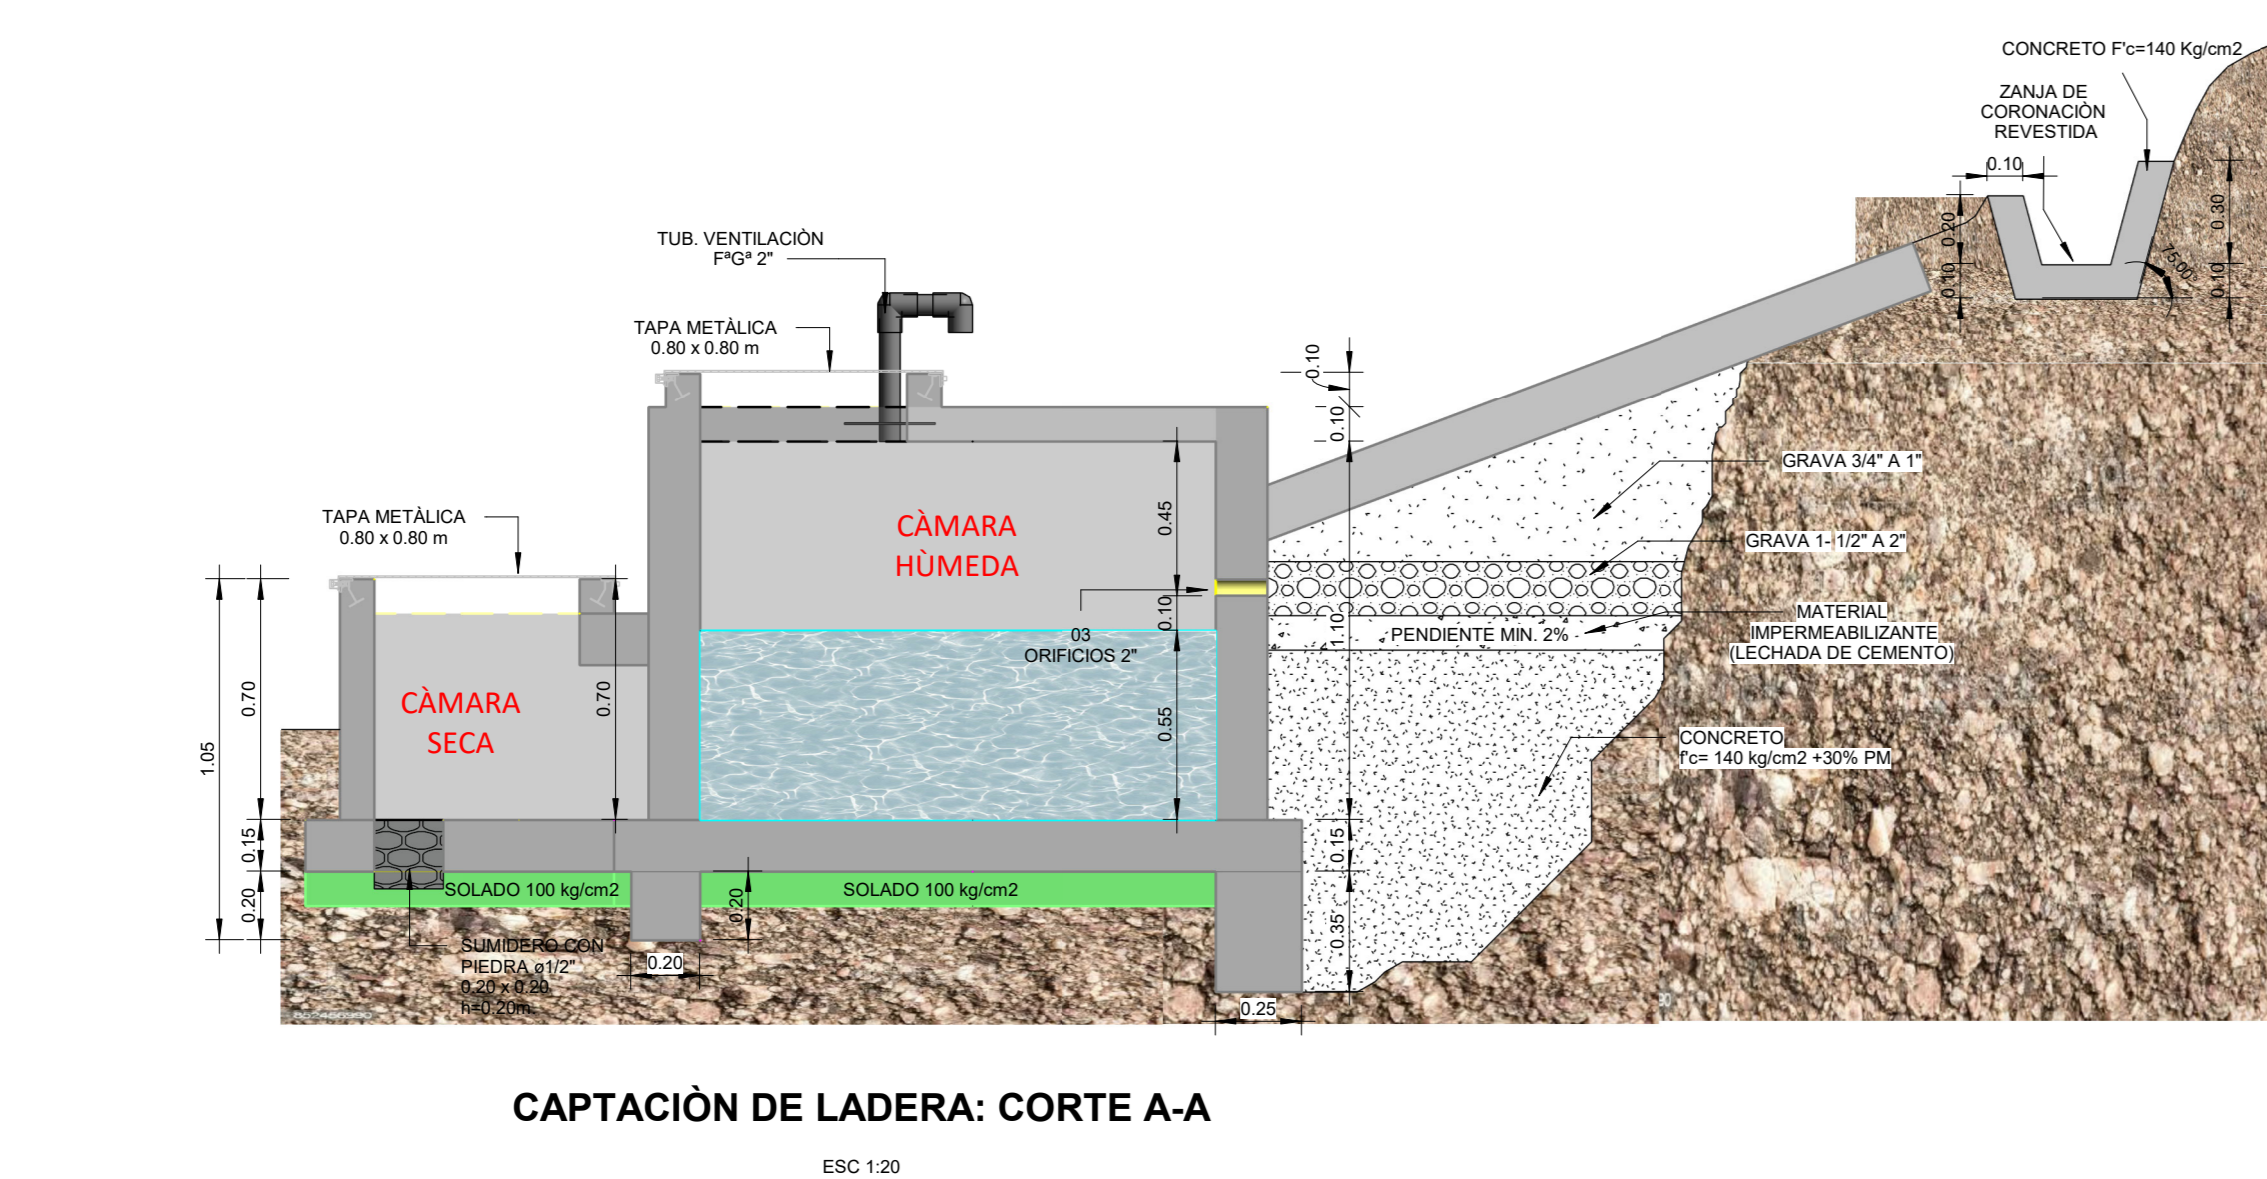 CONCRETO F'c=140 Kg/cm2
ZANJA DE
CORONACIÒN
REVESTIDA
0.10
0.20
0.10
0.30
0.10
75.00°
TUB. VENTILACIÒN
FªGª 2"
TAPA METÀLICA
0.80 x 0.80 m
0.10
0.10
GRAVA 3/4" A 1"
TAPA METÀLICA
0.80 x 0.80 m
CÀMARA
HÙMEDA
0.45
GRAVA 1- 1/2" A 2"
0.10
03
ORIFICIOS 2"
1.10
PENDIENTE MIN. 2%
MATERIAL
IMPERMEABILIZANTE
(LECHADA DE CEMENTO)
CÀMARA
SECA
0.70
0.70
1.05
0.55
CONCRETO
f'c= 140 kg/cm2 +30% PM
0.15
0.15
0.20
SOLADO 100 kg/cm2
0.20
SOLADO 100 kg/cm2
0.35
SUMIDERO CON
PIEDRA ø1/2"
0.20 x 0.20
h=0.20m.
0.20
0.25
852466990
CAPTACIÒN DE LADERA: CORTE A-A
ESC 1:20